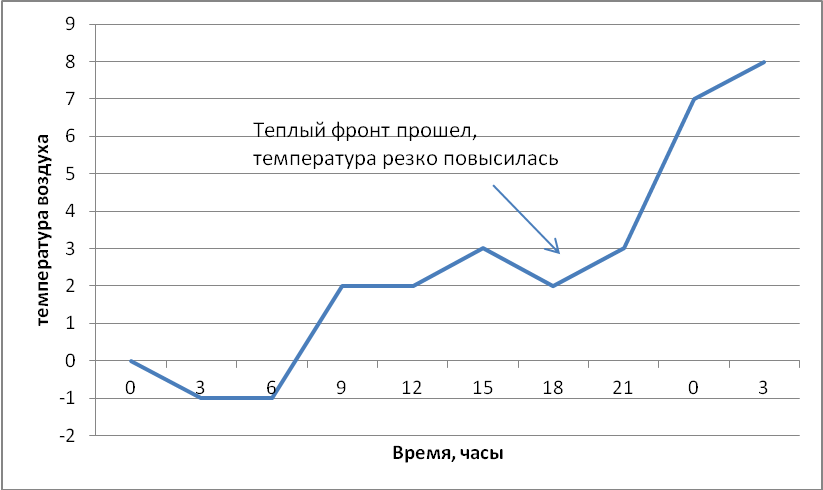 9
8
7
6
5
4
3
2
1
0
-1
-2
температура воздуха
Теплый фронт прошел,
температура резко повысилась
0 3 6 9 12 15 18 21 0 3
Время, часы